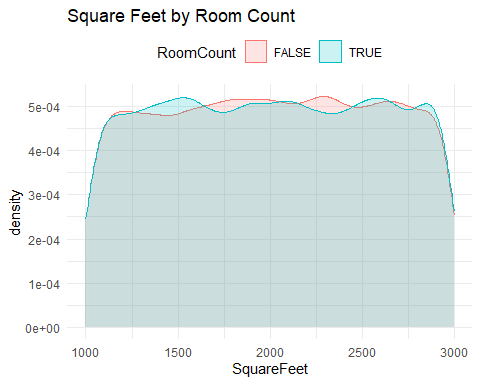 Square Feet by Room Count
RoomCount FALSE TRUE
density
5e-04
4e-04
3e-04
2e-04
1e-04
0e+00
1000 1500 2000 2500 3000
SquareFeet